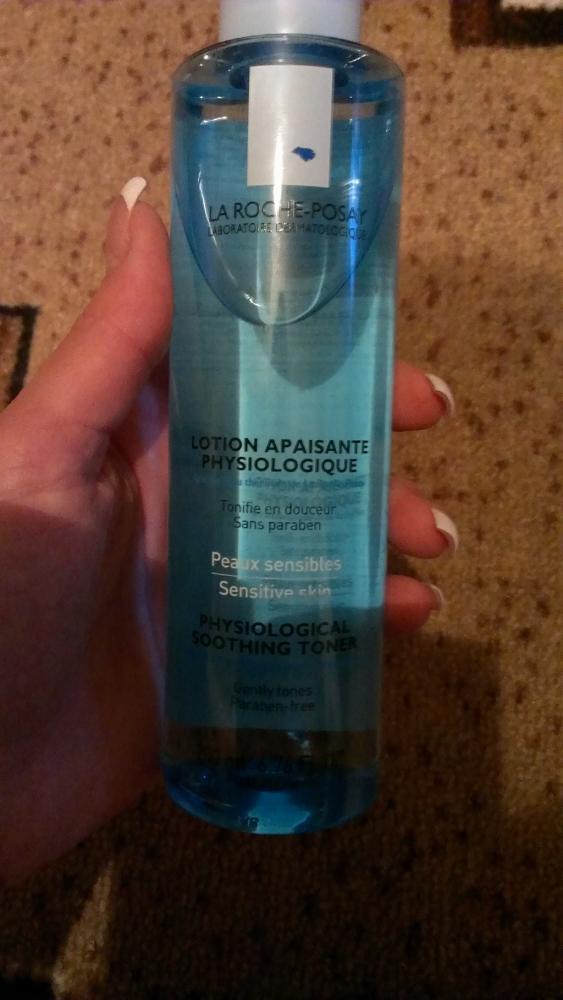 LA ROCHE-POSAY
LABORATOIRE DERMATOLOGIQUE
LOTION APAISANTE
PHYSIOLOGIQUE
Tonifie en douceur
Sans paraben
Peaux sensibles
Sensitive skin
PHYSIOLOGICAL
SOOTHING TONER
Gently tones
Paraben-free